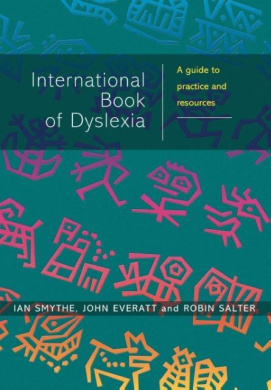 International
Book
of Dyslexia
A guide to
practice and
resources
IAN SMYTHE, JOHN EVERATT and ROBIN SALTER